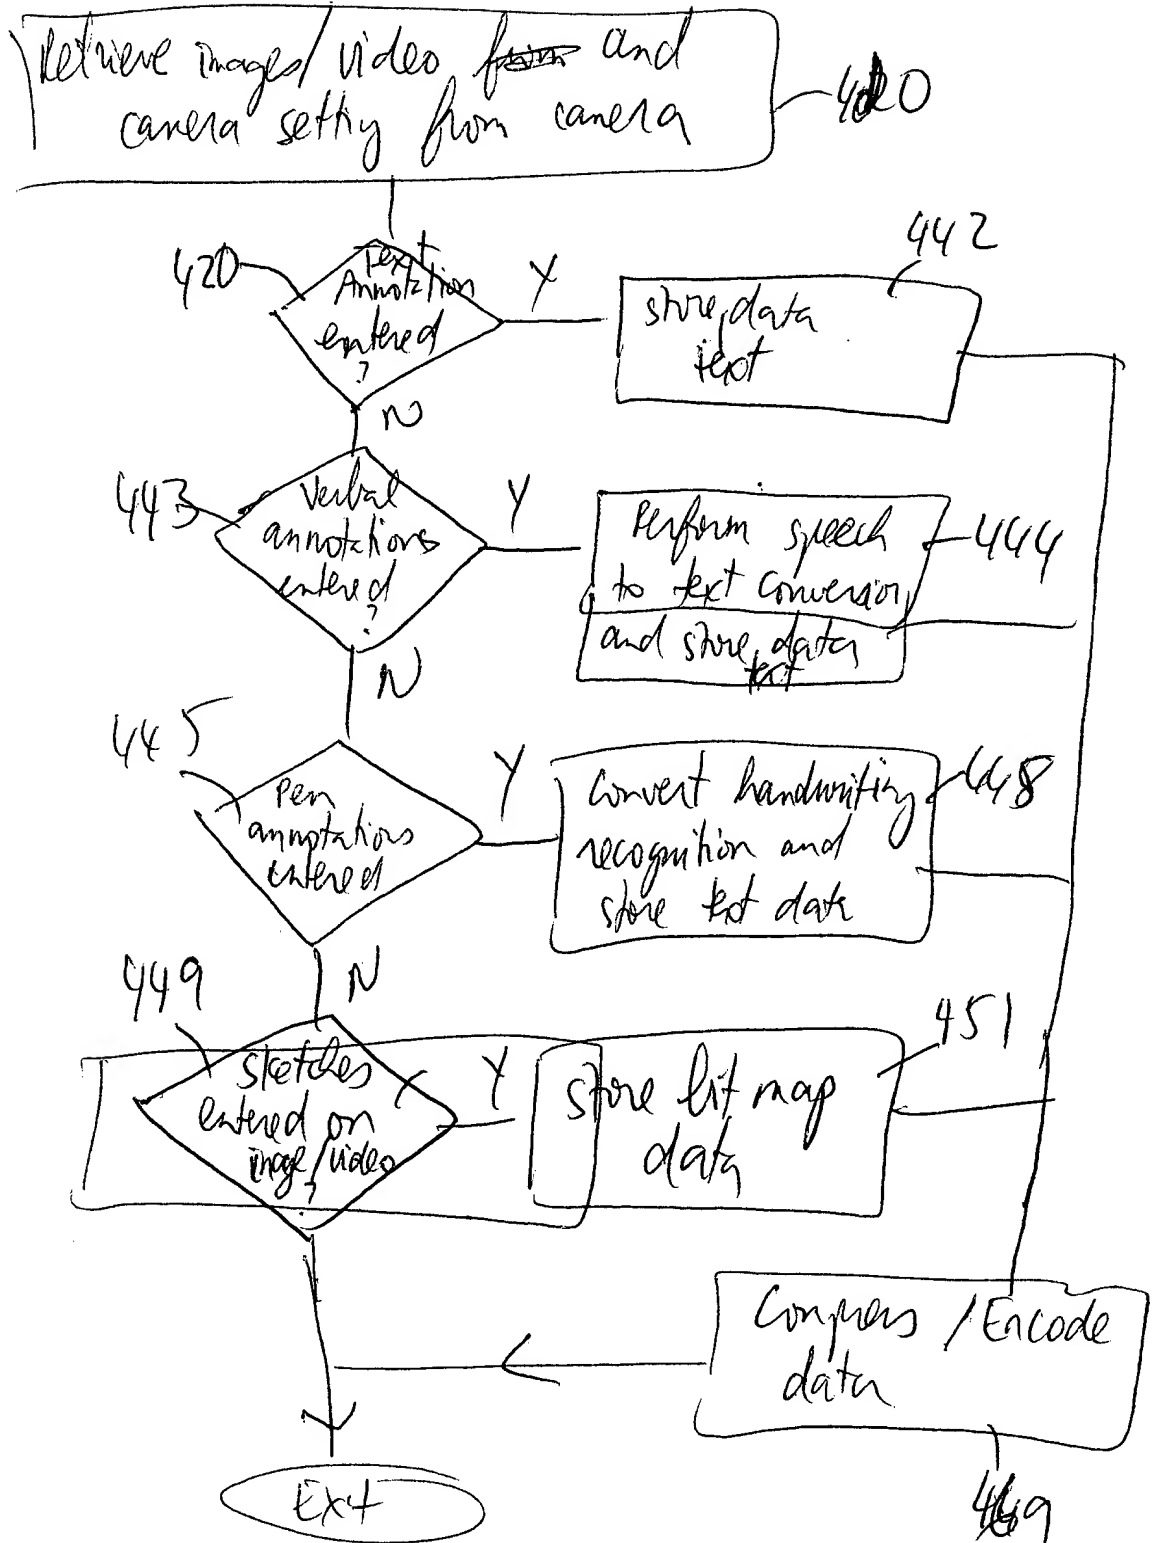 Retrieve images/video and
camera setting from camera
442
420
Text
Annotation
entered
?
Y
store data
text
N
443
Verbal
annotations
entered
?
Y
Perform speech
to text conversion
and store data
text
444
N
445
Pen
annotations
entered
Y
Convert handwriting
recognition and
store text data
448
N
449
Sketches
entered on
image/video
?
Y
store bit map
data
451
Compress / Encode
data
Exit